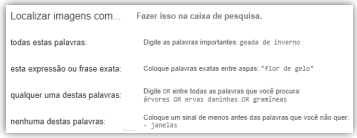 Localizar imagens com... Fazer isso na caixa de pesquisa.
todas estas palavras: Digite as palavras importantes: geada de inverno
esta expressão ou frase exata: Coloque palavras exatas entre aspas: "flor de gelo"
qualquer uma destas palavras: Digite OR entre todas as palavras que você procura:
árvores OR ervas daninhas OR gramíneas
nenhuma destas palavras: Coloque um sinal de menos antes das palavras que você não quer:
- janelas